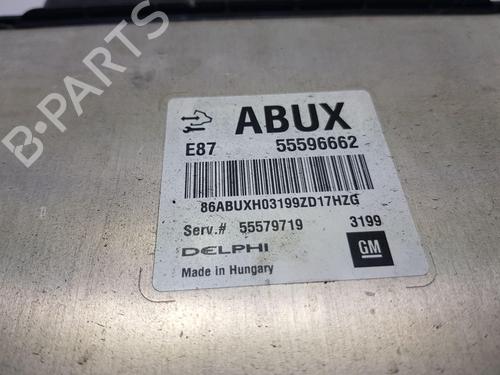 ABUX
E87 55596662
86ABUXH03199ZD17HZG
Serv.# 55579719 3199
DELPHI GM
Made in Hungary
B-PARTS